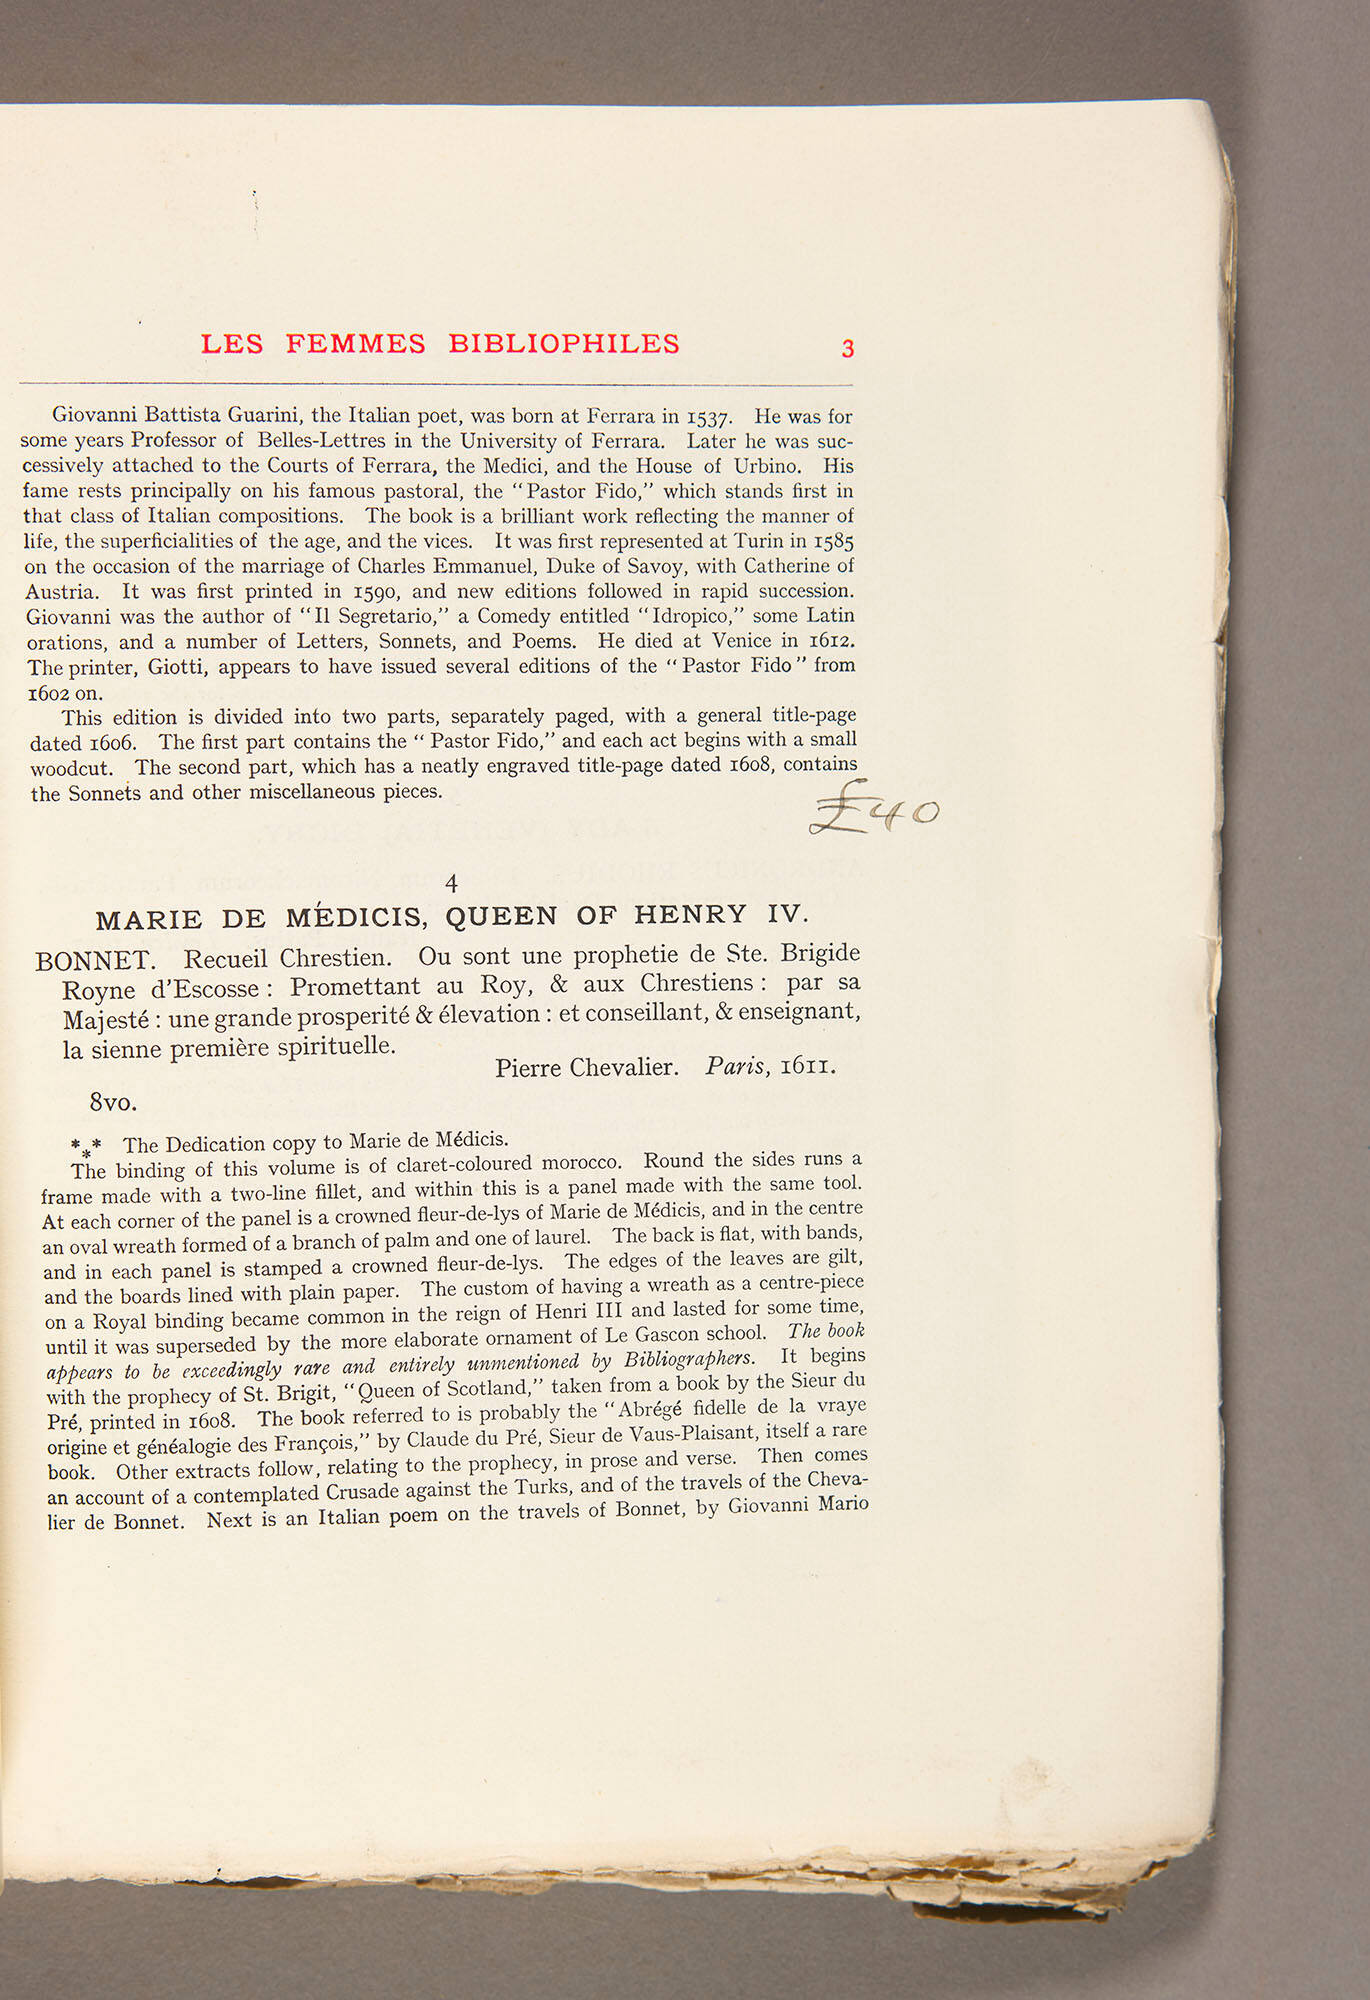 LES FEMMES BIBLIOPHILES 3
Giovanni Battista Guarini, the Italian poet, was born at Ferrara in 1537. He was for
some years Professor of Belles-Lettres in the University of Ferrara. Later he was suc-
cessively attached to the Courts of Ferrara, the Medici, and the House of Urbino. His
fame rests principally on his famous pastoral, the "Pastor Fido," which stands first in
that class of Italian compositions. The book is a brilliant work reflecting the manner of
life, the superficialities of the age, and the vices. It was first represented at Turin in 1585
on the occasion of the marriage of Charles Emmanuel, Duke of Savoy, with Catherine of
Austria. It was first printed in 1590, and new editions followed in rapid succession.
Giovanni was the author of "Il Segretario," a Comedy entitled "Idropico," some Latin
orations, and a number of Letters, Sonnets, and Poems. He died at Venice in 1612.
The printer, Giotti, appears to have issued several editions of the "Pastor Fido" from
1602 on.
This edition is divided into two parts, separately paged, with a general title-page
dated 1606. The first part contains the "Pastor Fido," and each act begins with a small
woodcut. The second part, which has a neatly engraved title-page dated 1608, contains
the Sonnets and other miscellaneous pieces.
£40
4
MARIE DE MÉDICIS, QUEEN OF HENRY IV.
BONNET. Recueil Chrestien. Ou sont une prophetie de Ste. Brigide
Royne d'Escosse : Promettant au Roy, & aux Chrestiens : par sa
Majesté : une grande prosperité & élevation : et conseillant, & enseignant,
la sienne première spirituelle.
Pierre Chevalier. Paris, 1611.
8vo.
*** The Dedication copy to Marie de Médicis.
The binding of this volume is of claret-coloured morocco. Round the sides runs a
frame made with a two-line fillet, and within this is a panel made with the same tool.
At each corner of the panel is a crowned fleur-de-lys of Marie de Médicis, and in the centre
an oval wreath formed of a branch of palm and one of laurel. The back is flat, with bands,
and in each panel is stamped a crowned fleur-de-lys. The edges of the leaves are gilt,
and the boards lined with plain paper. The custom of having a wreath as a centre-piece
on a Royal binding became common in the reign of Henri III and lasted for some time,
until it was superseded by the more elaborate ornament of Le Gascon school. The book
appears to be exceedingly rare and entirely unmentioned by Bibliographers. It begins
with the prophecy of St. Brigit, "Queen of Scotland," taken from a book by the Sieur du
Pré, printed in 1608. The book referred to is probably the "Abrégé fidelle de la vraye
origine et généalogie des François," by Claude du Pré, Sieur de Vaus-Plaisant, itself a rare
book. Other extracts follow, relating to the prophecy, in prose and verse. Then comes
an account of a contemplated Crusade against the Turks, and of the travels of the Cheva-
lier de Bonnet. Next is an Italian poem on the travels of Bonnet, by Giovanni Mario